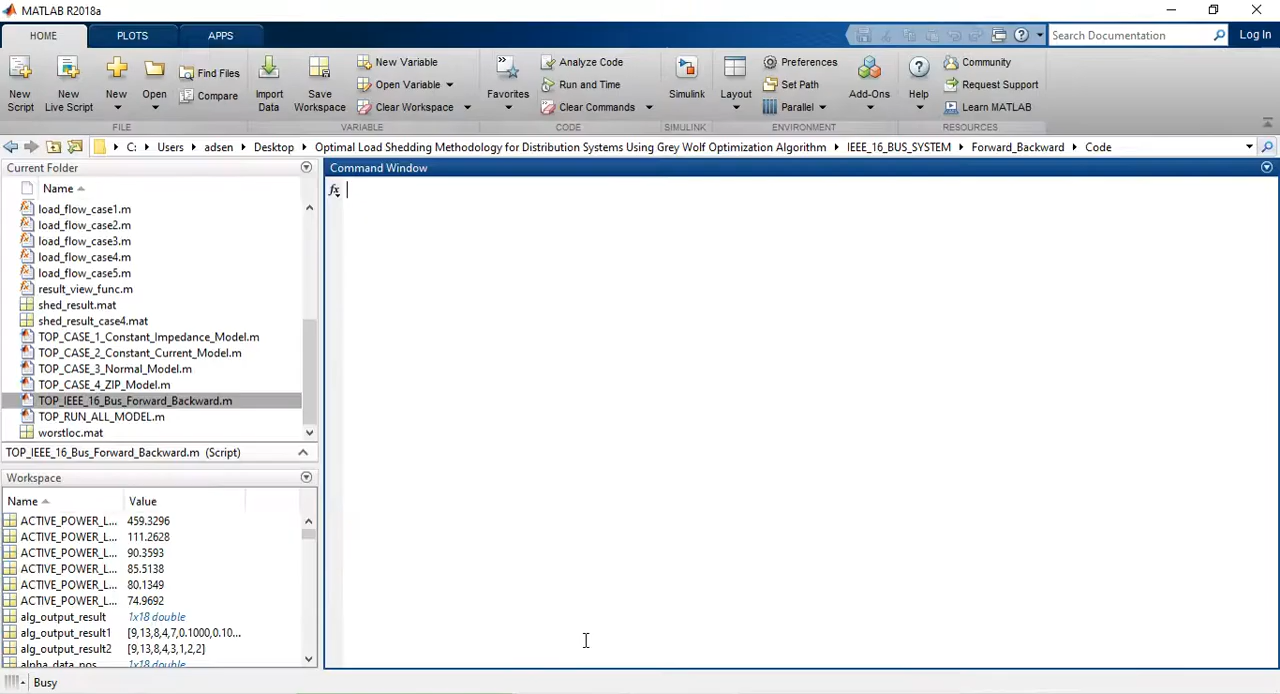 MATLAB R2018a
HOME PLOTS APPS
Search Documentation Log In
New Script
New Live Script
New
Open
Find Files
Compare
Import Data
Save Workspace
New Variable
Open Variable
Clear Workspace
Favorites
Analyze Code
Run and Time
Clear Commands
Simulink
Layout
Preferences
Set Path
Parallel
Add-Ons
Help
Community
Request Support
Learn MATLAB
FILE VARIABLE CODE SIMULINK ENVIRONMENT RESOURCES
C: Users adsen Desktop Optimal Load Shedding Methodology for Distribution Systems Using Grey Wolf Optimization Algorithm IEEE_16_BUS_SYSTEM Forward_Backward Code
Current Folder
Name
load_flow_case1.m
load_flow_case2.m
load_flow_case3.m
load_flow_case4.m
load_flow_case5.m
result_view_func.m
shed_result.mat
shed_result_case4.mat
TOP_CASE_1_Constant_Impedance_Model.m
TOP_CASE_2_Constant_Current_Model.m
TOP_CASE_3_Normal_Model.m
TOP_CASE_4_ZIP_Model.m
TOP_IEEE_16_Bus_Forward_Backward.m
TOP_RUN_ALL_MODEL.m
worstloc.mat
TOP_IEEE_16_Bus_Forward_Backward.m (Script)
Workspace
Name Value
ACTIVE_POWER_L... 459.3296
ACTIVE_POWER_L... 111.2628
ACTIVE_POWER_L... 90.3593
ACTIVE_POWER_L... 85.5138
ACTIVE_POWER_L... 80.1349
ACTIVE_POWER_L... 74.9692
alg_output_result 1x18 double
alg_output_result1 [9,13,8,4,7,0.1000,0.10...
alg_output_result2 [9,13,8,4,3,1,2,2]
alpha_data_pos 1x18 double
Command Window
fx
Busy